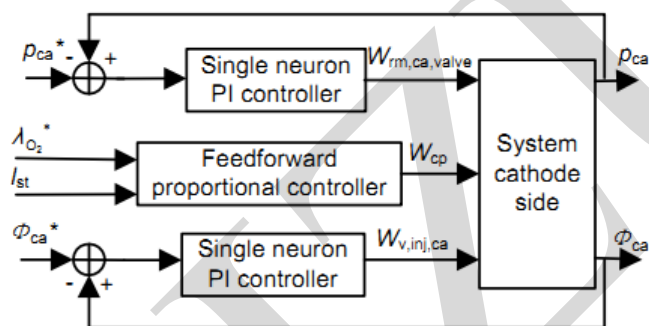 p_ca*
- +
Single neuron
PI controller
W_rm,ca,valve
p_ca
λ_O₂*
I_st
Feedforward
proportional controller
W_cp
System
cathode
side
Φ_ca*
- +
Single neuron
PI controller
W_v,inj,ca
Φ_ca